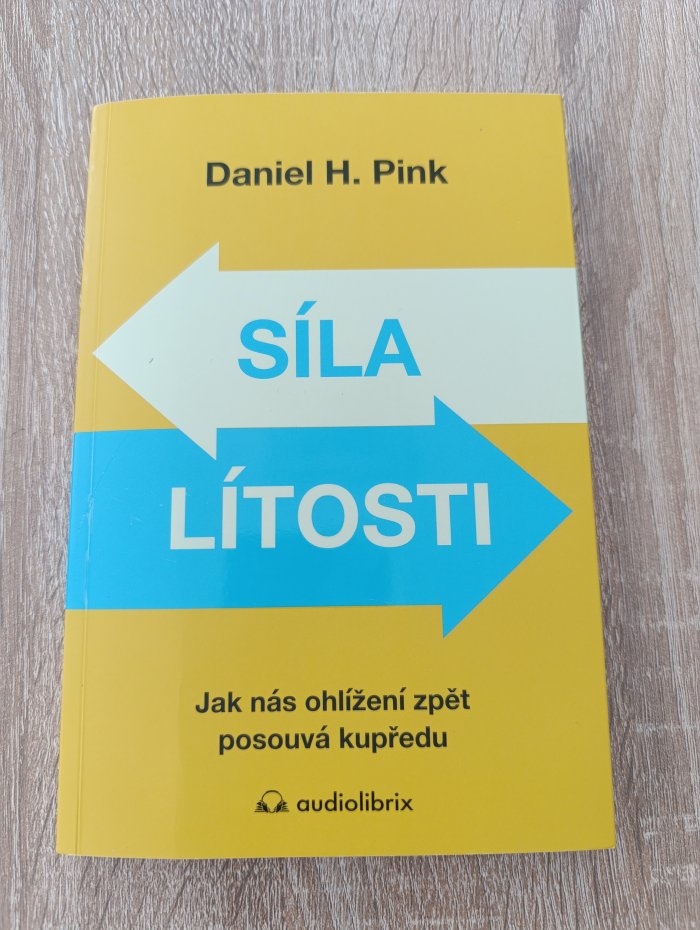 Daniel H. Pink
SÍLA
LÍTOSTI
Jak nás ohlížení zpět
posouvá kupředu
audiolibrix